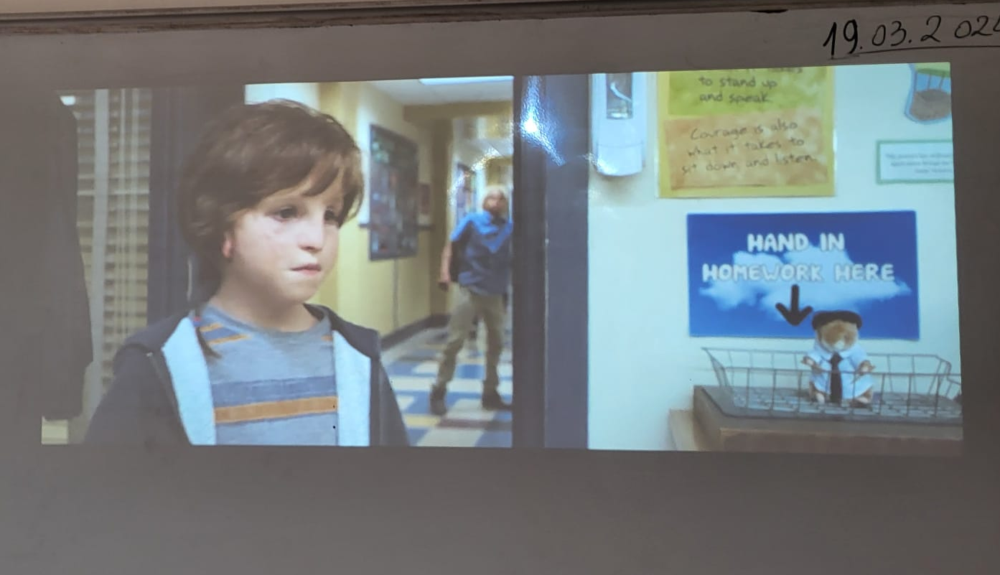 19.03.202
to stand up
and speak
Courage is also
what it takes to
sit down and listen
HAND IN
HOMEWORK HERE